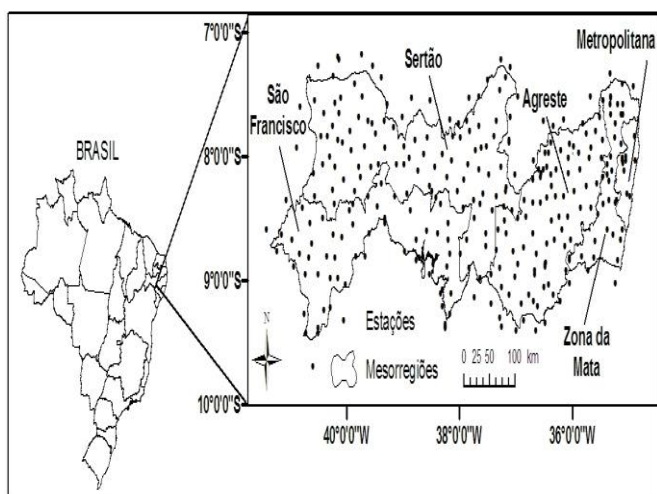 7°0'0"S
8°0'0"S
9°0'0"S
10°0'0"S
BRASIL
Metropolitana
Sertão
Agreste
São
Francisco
Zona da
Mata
N
Estações
Mesorregiões
0 25 50 100 km
40°0'0"W
38°0'0"W
36°0'0"W